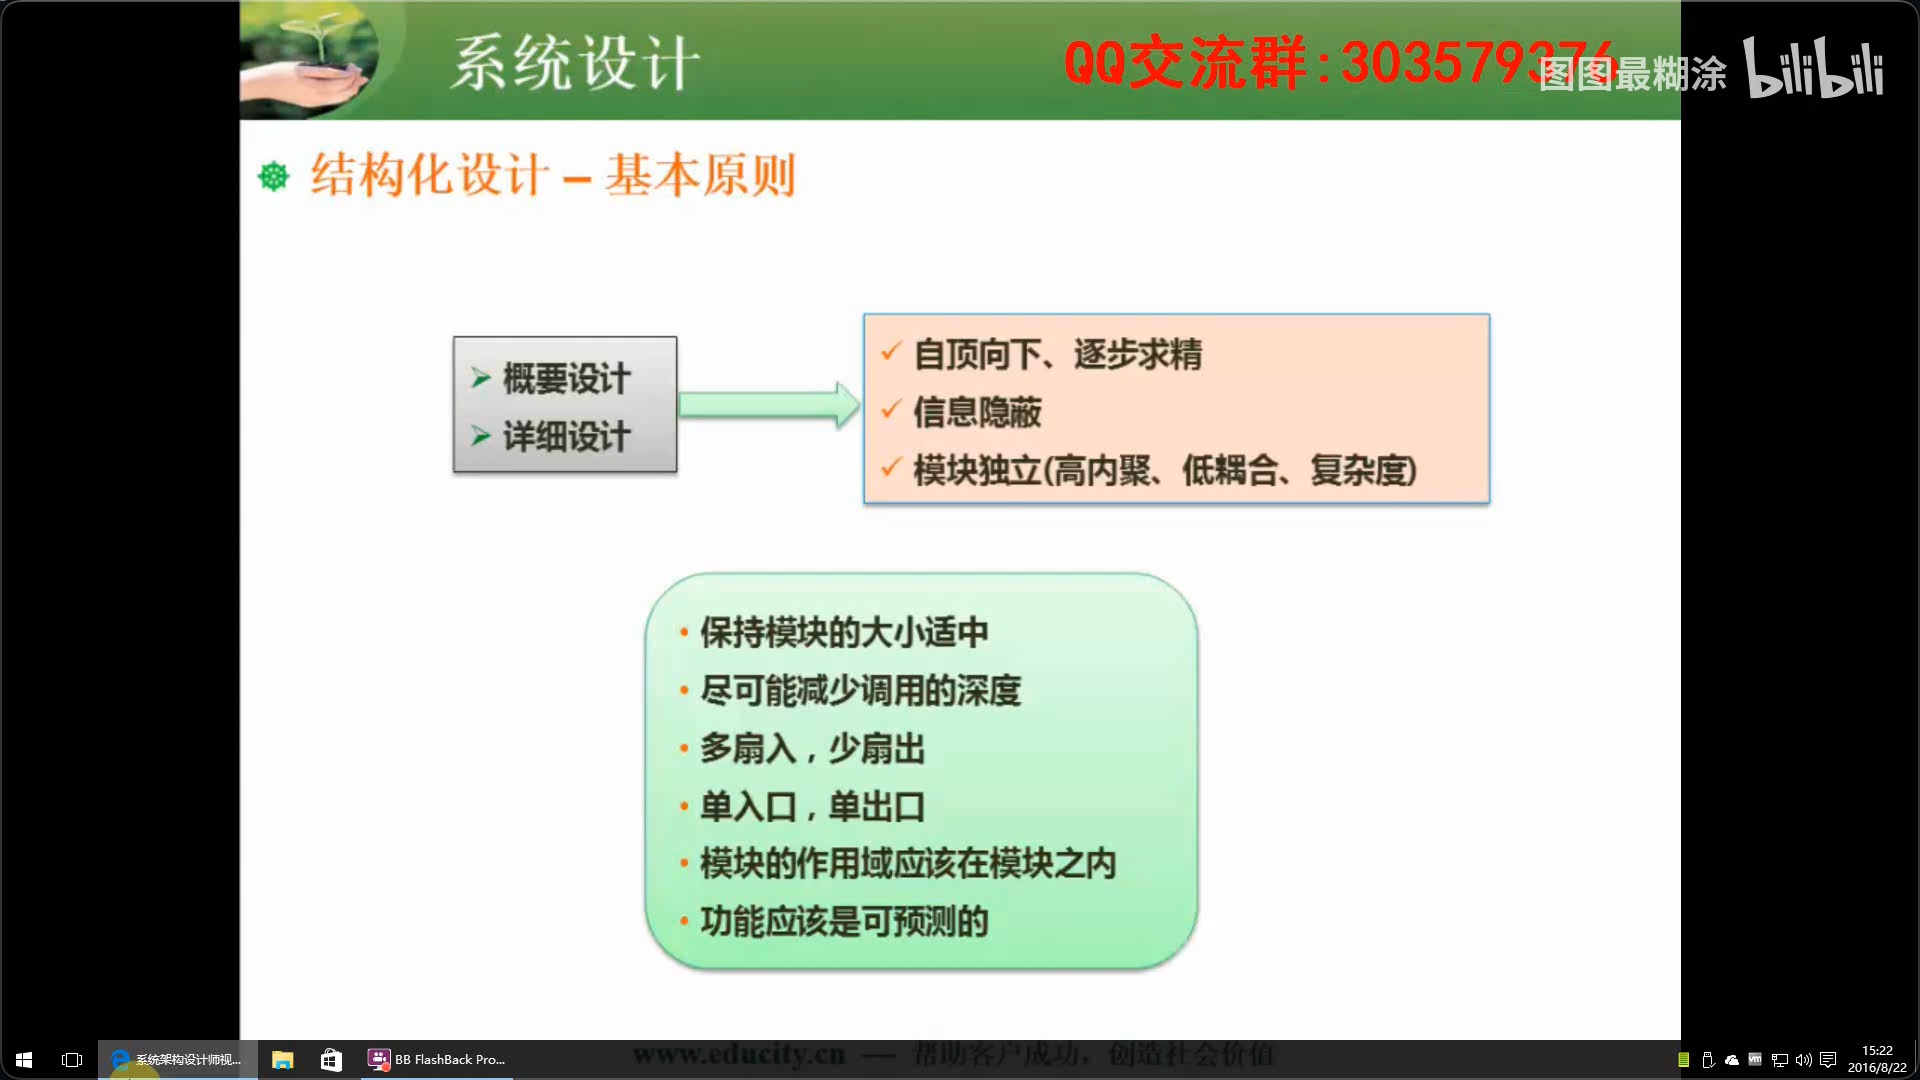 系统设计
QQ交流群:303579376
图图最糊涂 bilibili
结构化设计 – 基本原则
概要设计
详细设计
自顶向下、逐步求精
信息隐蔽
模块独立(高内聚、低耦合、复杂度)
保持模块的大小适中
尽可能减少调用的深度
多扇入，少扇出
单入口，单出口
模块的作用域应该在模块之内
功能应该是可预测的
www.educity.cn — 帮助客户成功，创造社会价值
系统架构设计师视...
BB FlashBack Pro...
15:22
2016/8/22